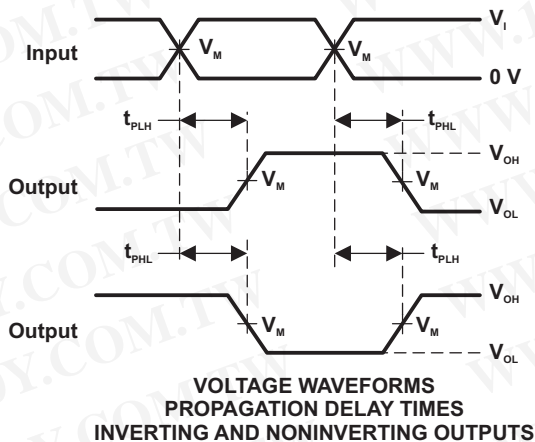 Input
V_M
V_M
V_I
0 V
t_PLH
t_PHL
Output
V_M
V_M
V_OH
V_OL
t_PHL
t_PLH
Output
V_M
V_M
V_OH
V_OL
VOLTAGE WAVEFORMS
PROPAGATION DELAY TIMES
INVERTING AND NONINVERTING OUTPUTS